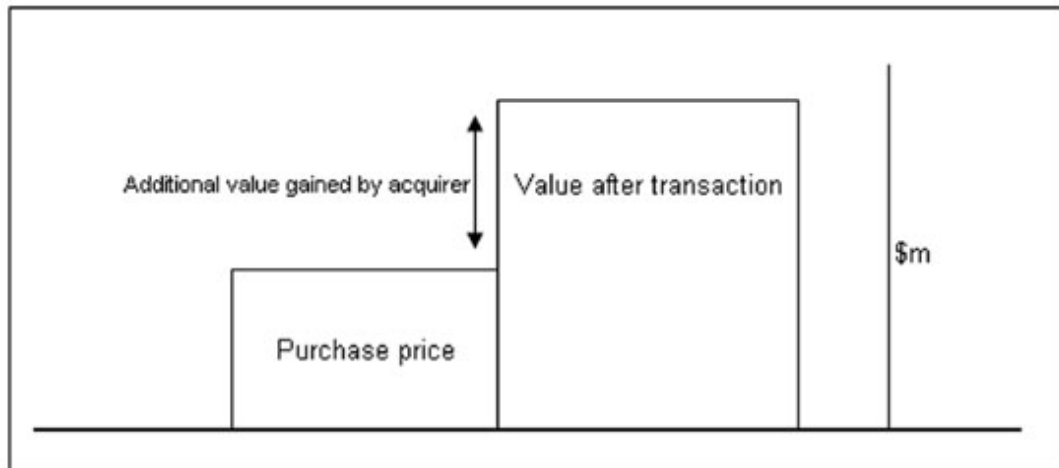 Additional value gained by acquirer
Value after transaction
$m
Purchase price